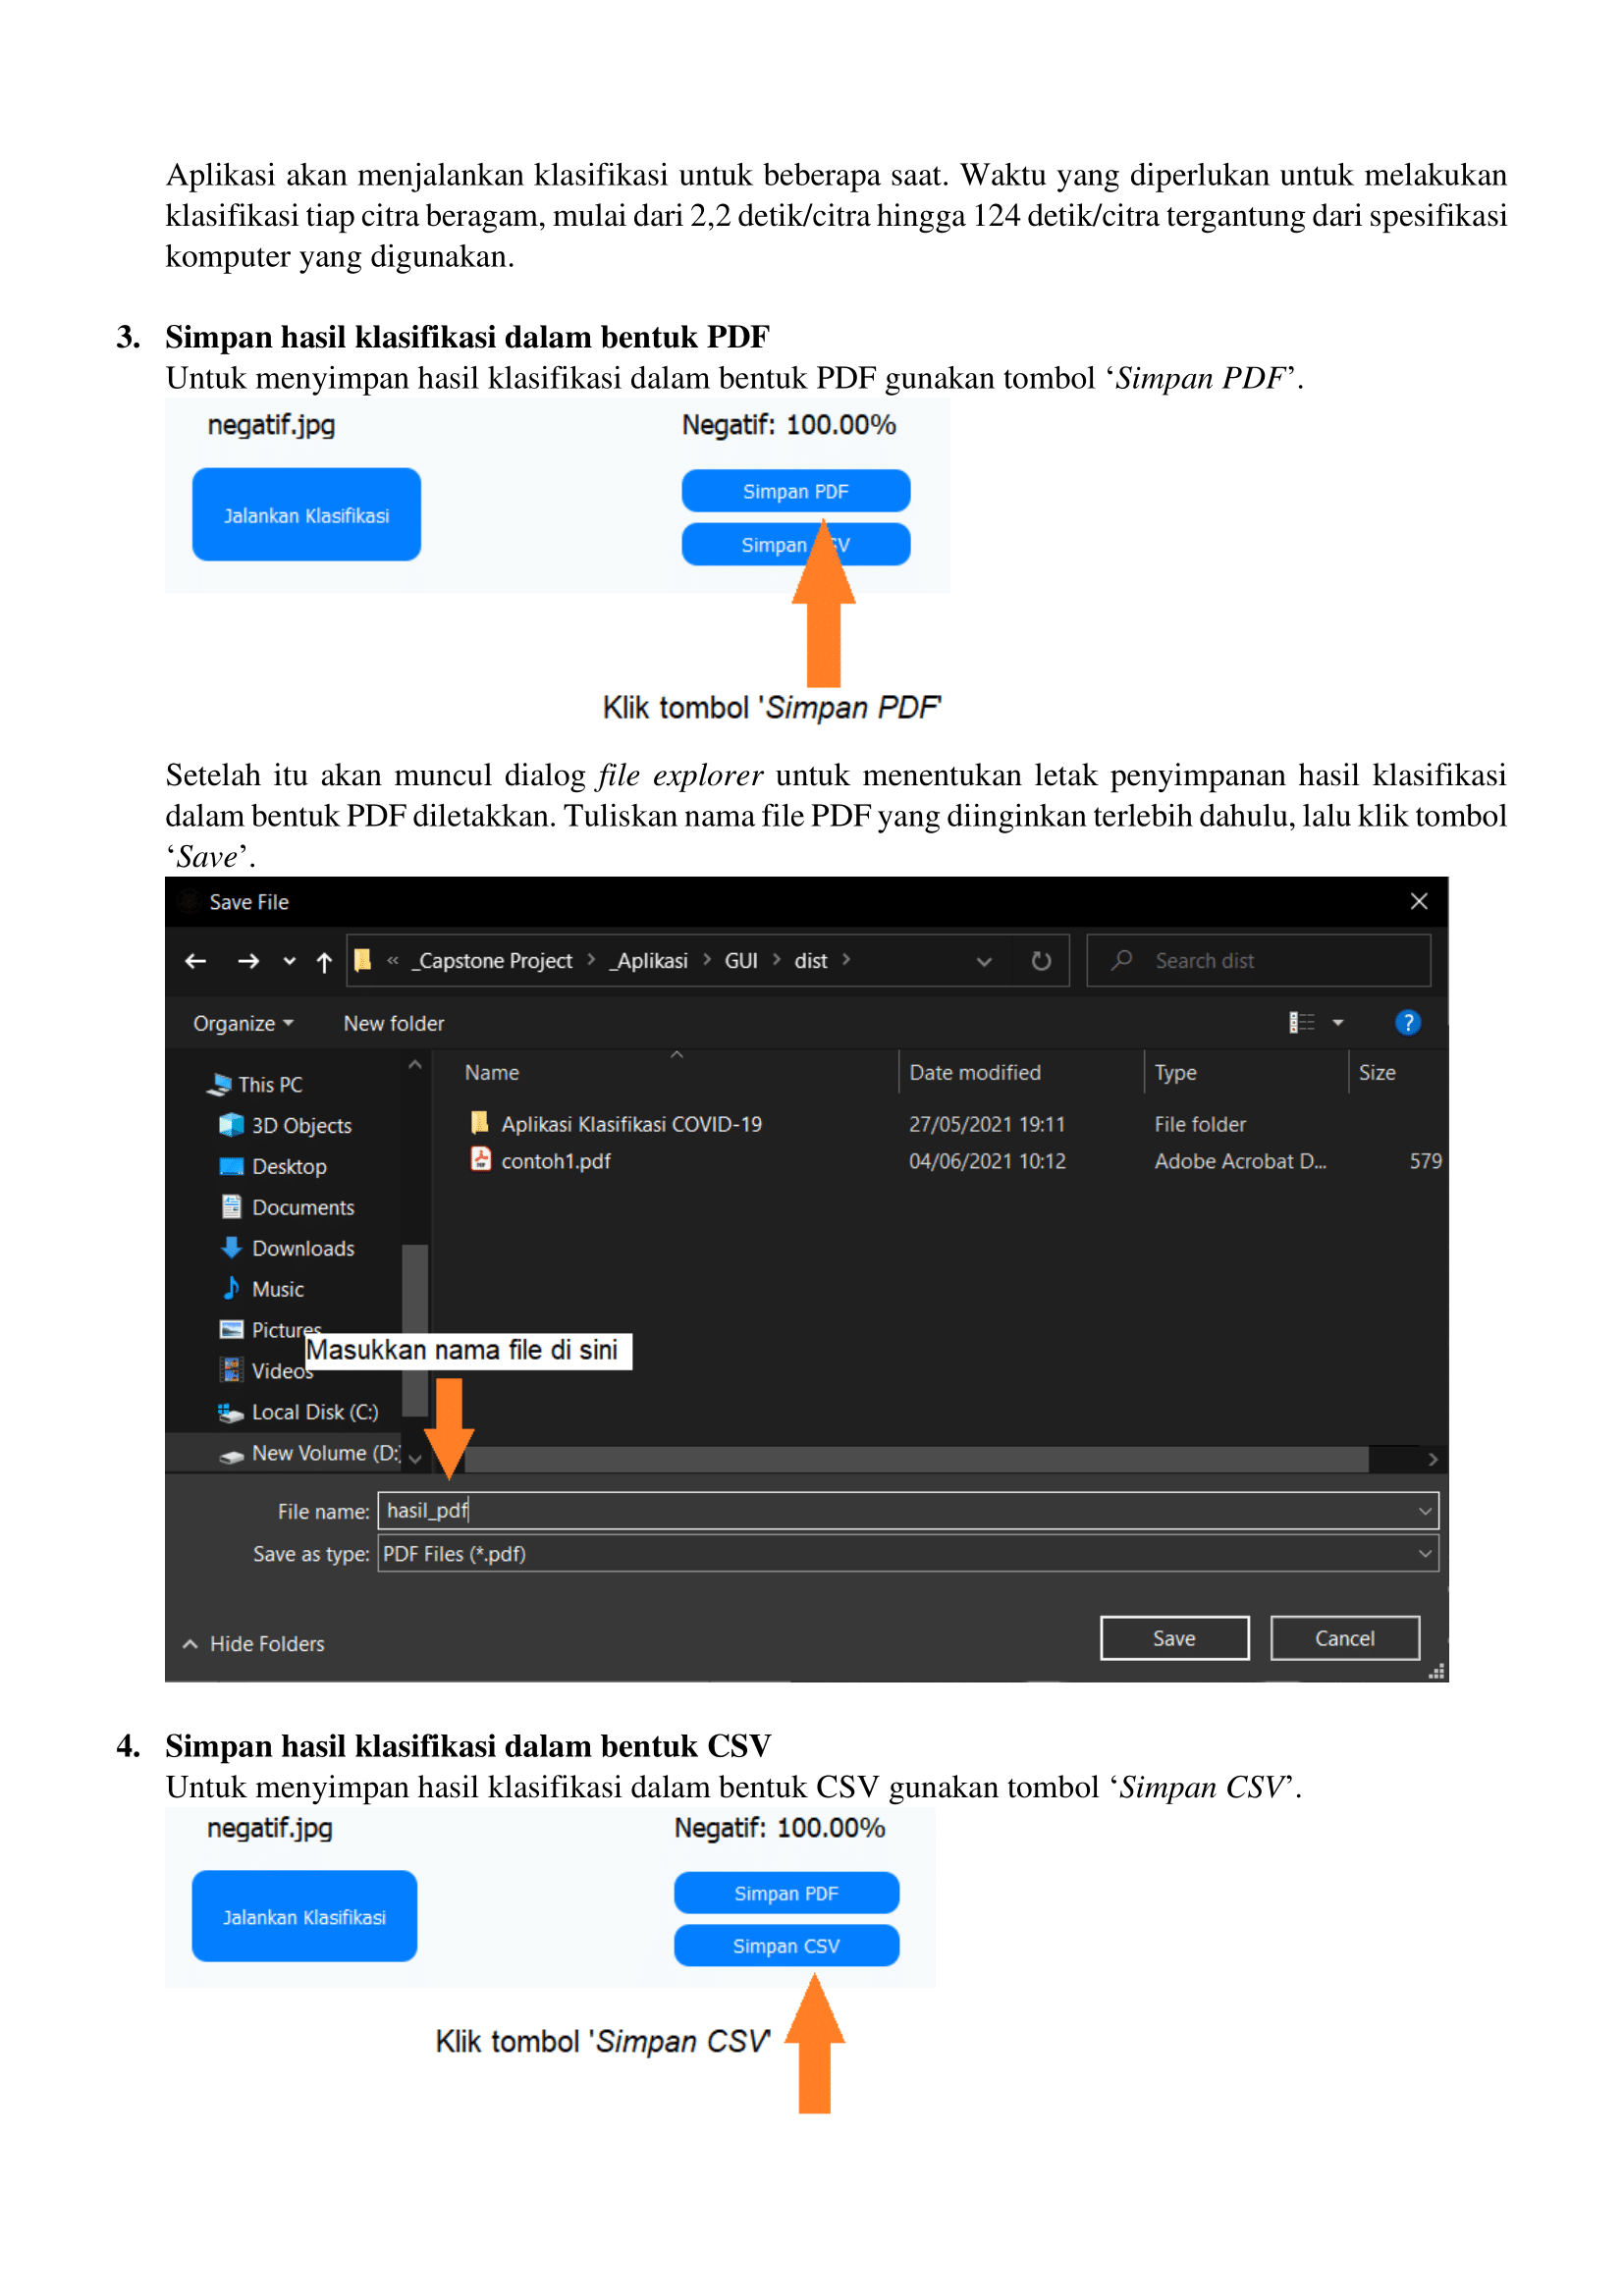 Aplikasi akan menjalankan klasifikasi untuk beberapa saat. Waktu yang diperlukan untuk melakukan
klasifikasi tiap citra beragam, mulai dari 2,2 detik/citra hingga 124 detik/citra tergantung dari spesifikasi
komputer yang digunakan.
3. Simpan hasil klasifikasi dalam bentuk PDF
Untuk menyimpan hasil klasifikasi dalam bentuk PDF gunakan tombol ‘Simpan PDF’.
negatif.jpg Negatif: 100.00%
Simpan PDF
Jalankan Klasifikasi
Simpan SV
Klik tombol 'Simpan PDF'
Setelah itu akan muncul dialog file explorer untuk menentukan letak penyimpanan hasil klasifikasi
dalam bentuk PDF diletakkan. Tuliskan nama file PDF yang diinginkan terlebih dahulu, lalu klik tombol
‘Save’.
Save File
« _Capstone Project > _Aplikasi > GUI > dist > Search dist
Organize New folder
Name Date modified Type Size
Aplikasi Klasifikasi COVID-19 27/05/2021 19:11 File folder
contoh1.pdf 04/06/2021 10:12 Adobe Acrobat D... 579
This PC
3D Objects
Desktop
Documents
Downloads
Music
Pictures
Videos
Local Disk (C:)
New Volume (D:)
Masukkan nama file di sini
File name: hasil_pdf
Save as type: PDF Files (*.pdf)
Hide Folders Save Cancel
4. Simpan hasil klasifikasi dalam bentuk CSV
Untuk menyimpan hasil klasifikasi dalam bentuk CSV gunakan tombol ‘Simpan CSV’.
negatif.jpg Negatif: 100.00%
Simpan PDF
Jalankan Klasifikasi
Simpan CSV
Klik tombol 'Simpan CSV'